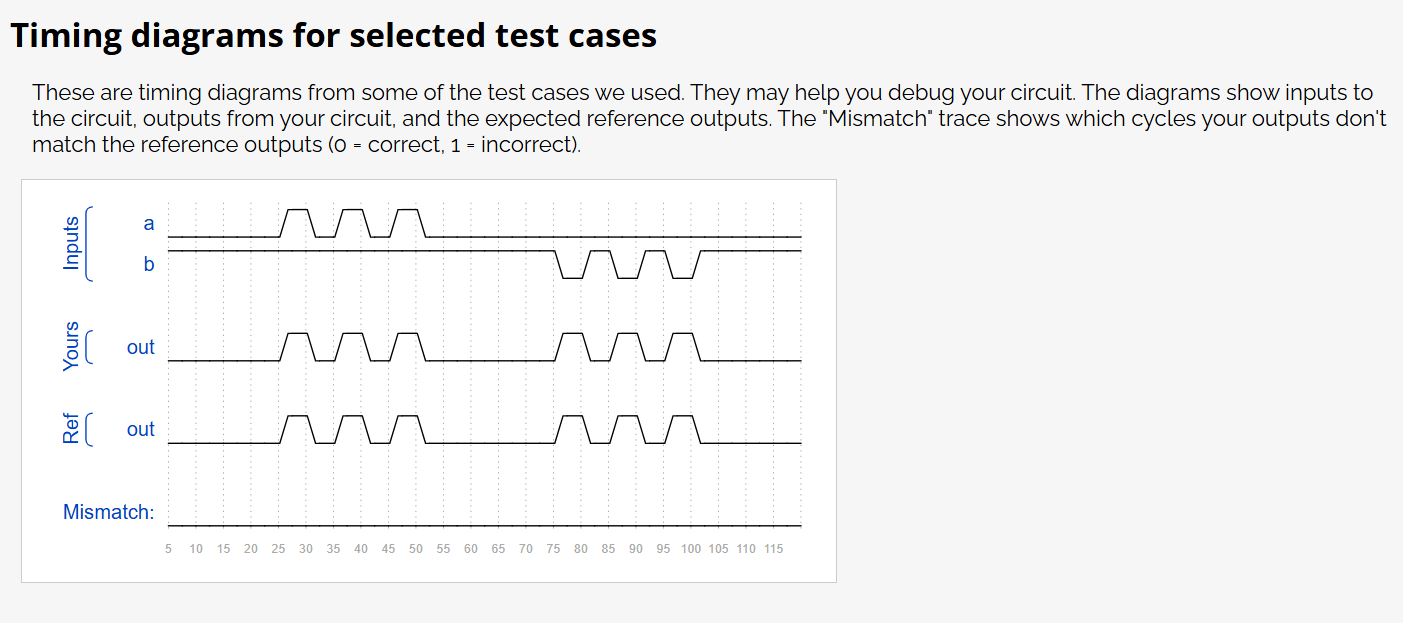 Timing diagrams for selected test cases
These are timing diagrams from some of the test cases we used. They may help you debug your circuit. The diagrams show inputs to
the circuit, outputs from your circuit, and the expected reference outputs. The "Mismatch" trace shows which cycles your outputs don't
match the reference outputs (0 = correct, 1 = incorrect).
Inputs
a
b
Yours
out
Ref
out
Mismatch:
5 10 15 20 25 30 35 40 45 50 55 60 65 70 75 80 85 90 95 100 105 110 115